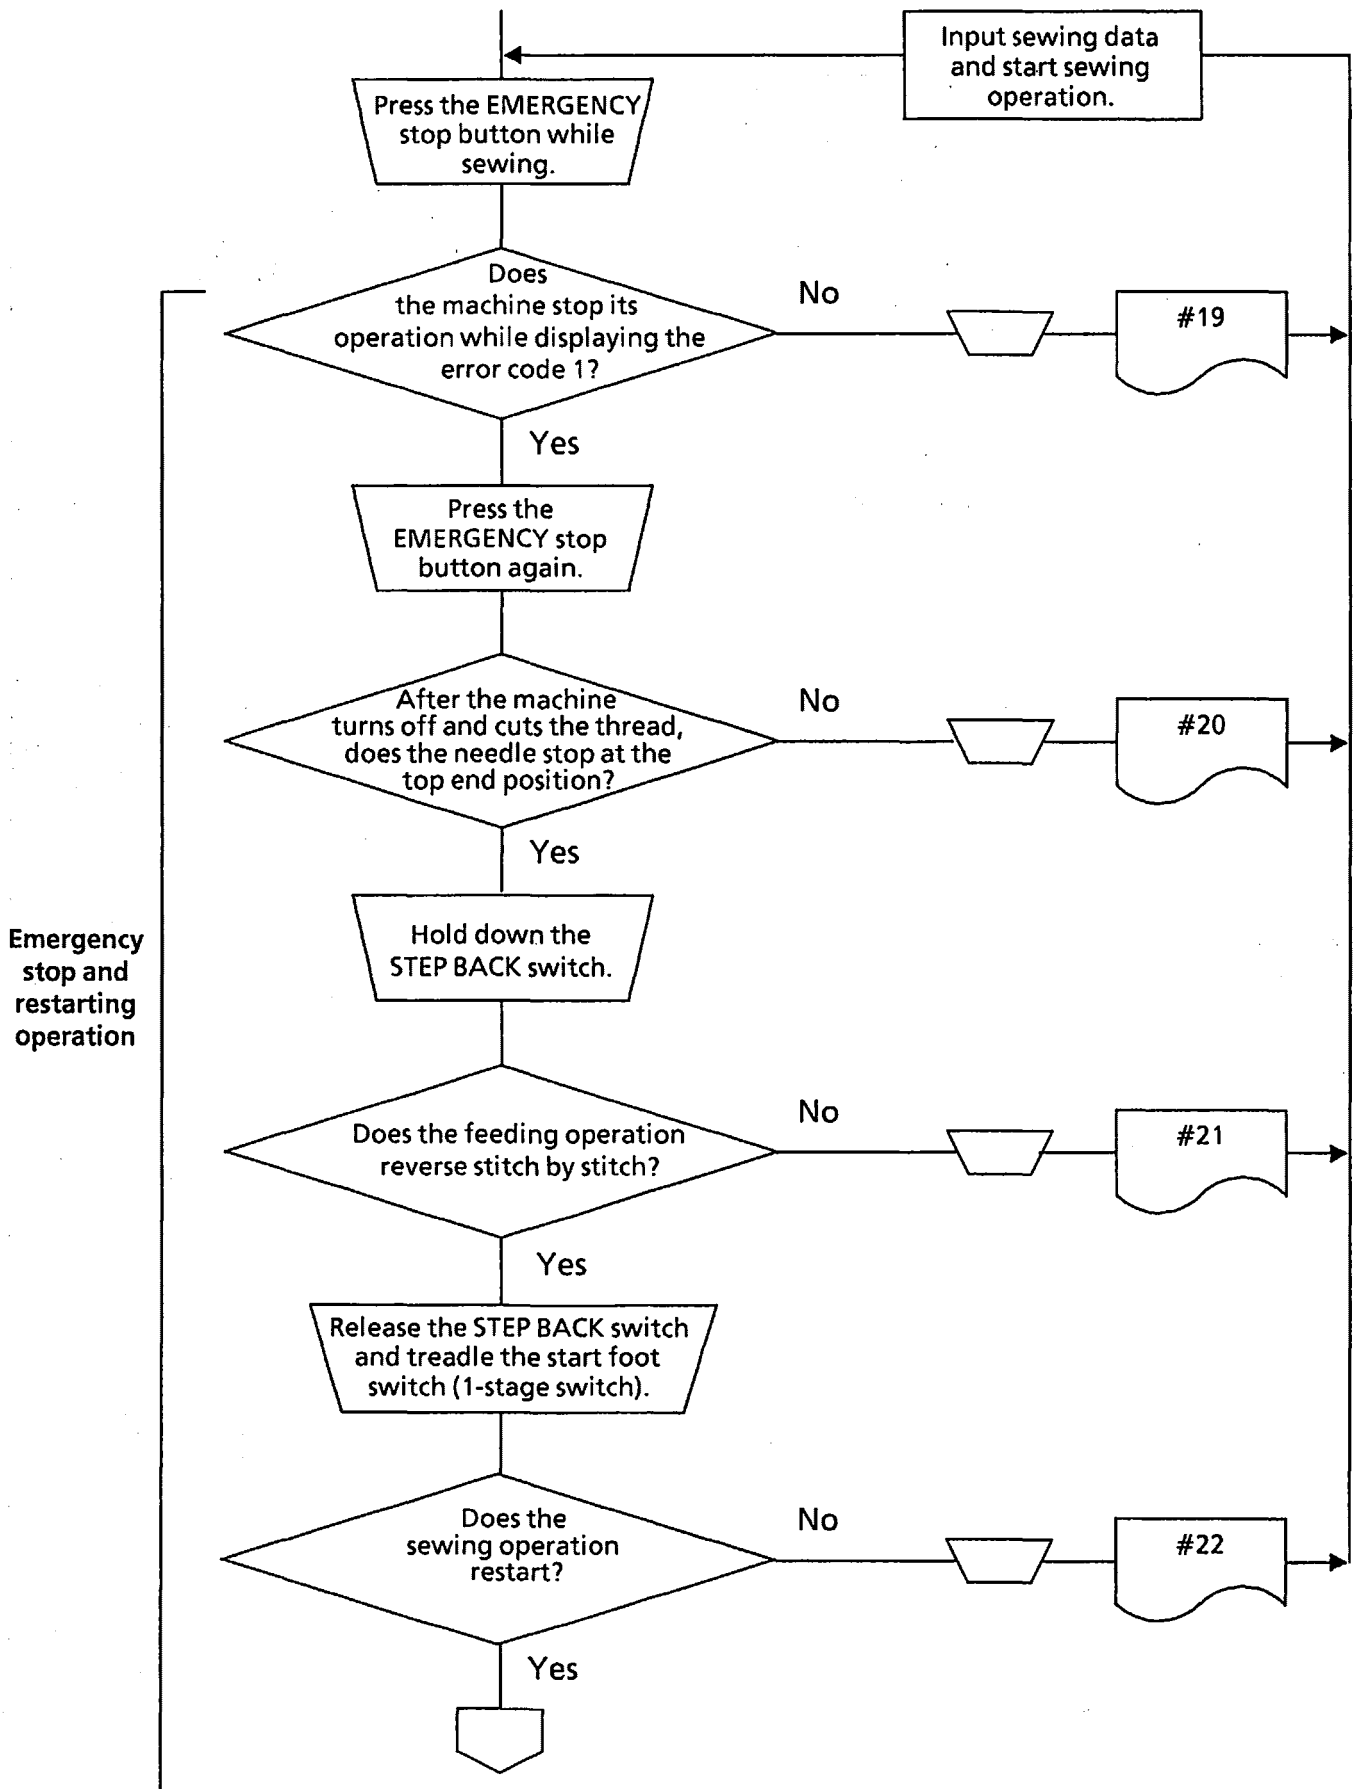 Input sewing data
and start sewing
operation.
Press the EMERGENCY
stop button while
sewing.
Does
the machine stop its
operation while displaying the
error code 1?
No
#19
Yes
Press the
EMERGENCY stop
button again.
After the machine
turns off and cuts the thread,
does the needle stop at the
top end position?
No
#20
Yes
Hold down the
STEP BACK switch.
Emergency
stop and
restarting
operation
Does the feeding operation
reverse stitch by stitch?
No
#21
Yes
Release the STEP BACK switch
and treadle the start foot
switch (1-stage switch).
Does the
sewing operation
restart?
No
#22
Yes